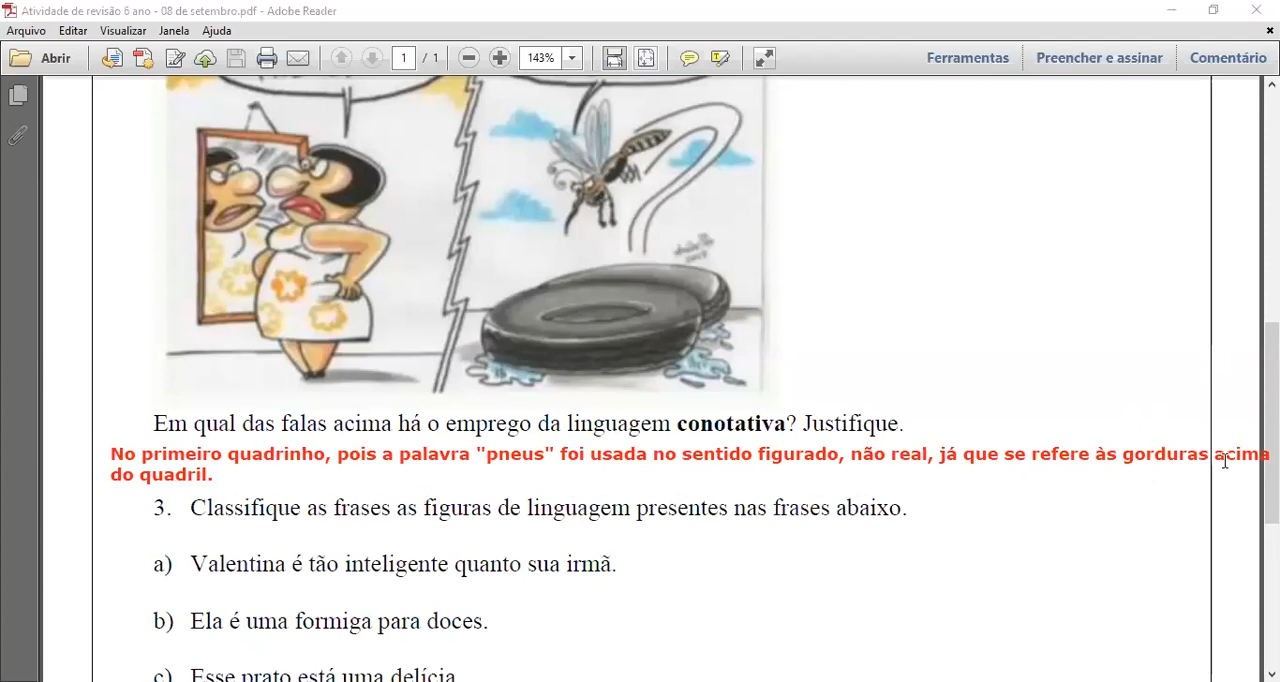 Atividade de revisão 6 ano - 08 de setembro.pdf - Adobe Reader
Arquivo Editar Visualizar Janela Ajuda
Abrir 1 / 1 143% Ferramentas Preencher e assinar Comentário
Em qual das falas acima há o emprego da linguagem conotativa? Justifique.
No primeiro quadrinho, pois a palavra "pneus" foi usada no sentido figurado, não real, já que se refere às gorduras acima
do quadril.
3. Classifique as frases as figuras de linguagem presentes nas frases abaixo.
a) Valentina é tão inteligente quanto sua irmã.
b) Ela é uma formiga para doces.
c) Esse prato está uma delícia